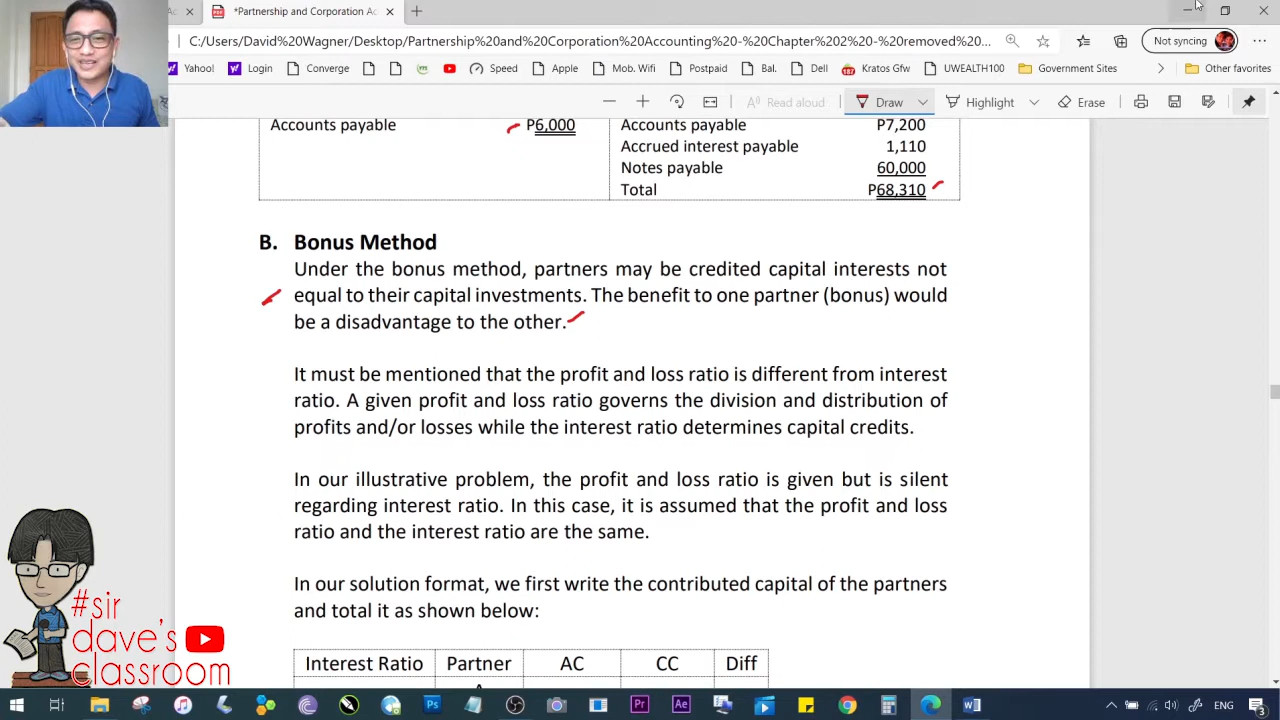 *Partnership and Corporation Ac
C:/Users/David%20Wagner/Desktop/Partnership%20and%20Corporation%20Accounting%20-%20Chapter%202%20-%20removed%20...
Not syncing
Yahoo!
Login
Converge
Speed
Apple
Mob. Wifi
Postpaid
Bal.
Dell
Kratos Gfw
UWEALTH100
Government Sites
Other favorites
Read aloud
Draw
Highlight
Erase
Accounts payable P6,000 Accounts payable P7,200
Accrued interest payable 1,110
Notes payable 60,000
Total P68,310
B. Bonus Method
Under the bonus method, partners may be credited capital interests not
equal to their capital investments. The benefit to one partner (bonus) would
be a disadvantage to the other.
It must be mentioned that the profit and loss ratio is different from interest
ratio. A given profit and loss ratio governs the division and distribution of
profits and/or losses while the interest ratio determines capital credits.
In our illustrative problem, the profit and loss ratio is given but is silent
regarding interest ratio. In this case, it is assumed that the profit and loss
ratio and the interest ratio are the same.
In our solution format, we first write the contributed capital of the partners
and total it as shown below:
Interest Ratio Partner AC CC Diff
#sir
dave's
classroom
ENG